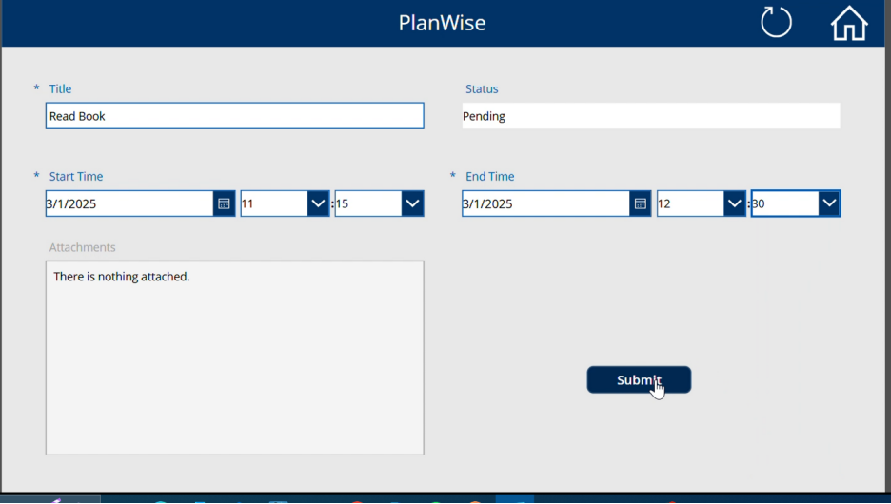 PlanWise
* Title
Status
Read Book
Pending
* Start Time
* End Time
3/1/2025 11 : 15
3/1/2025 12 : 30
Attachments
There is nothing attached.
Submit